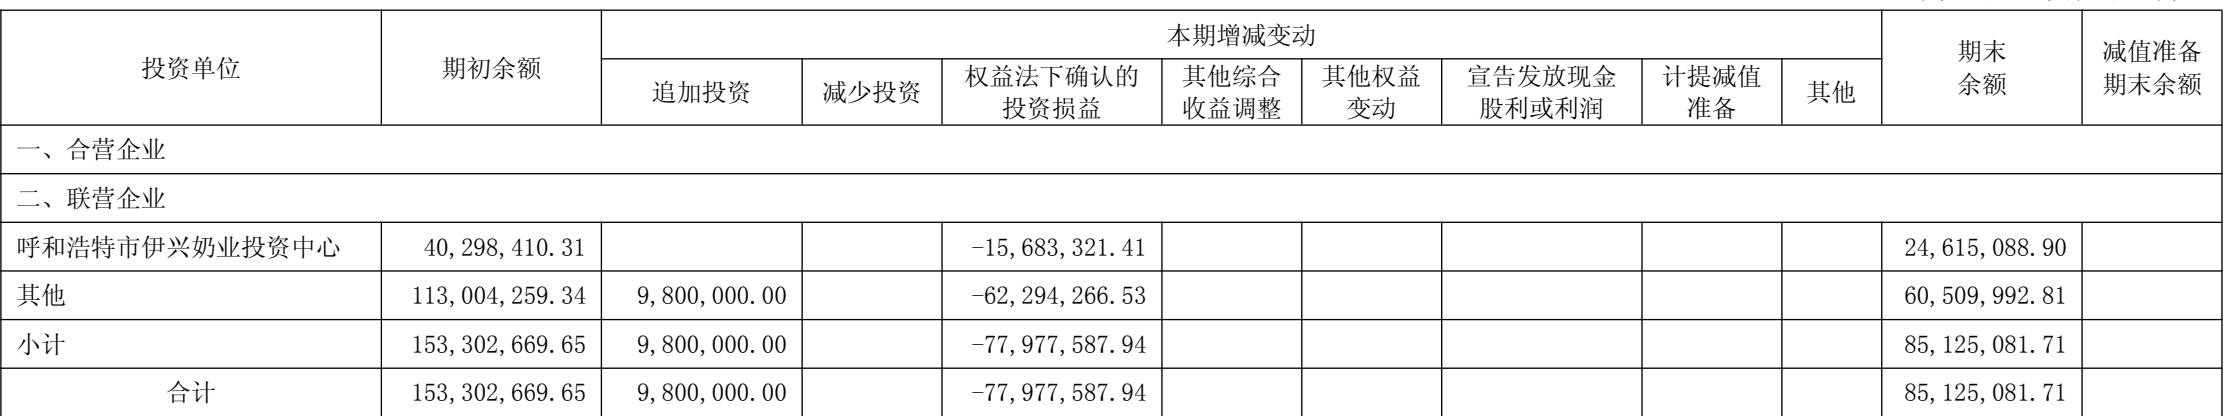 本期增减变动
投资单位 期初余额 期末余额 减值准备期末余额
追加投资 减少投资 权益法下确认的投资损益 其他综合收益调整 其他权益变动 宣告发放现金股利或利润 计提减值准备 其他
一、合营企业
二、联营企业
呼和浩特市伊兴奶业投资中心 40,298,410.31 -15,683,321.41 24,615,088.90
其他 113,004,259.34 9,800,000.00 -62,294,266.53 60,509,992.81
小计 153,302,669.65 9,800,000.00 -77,977,587.94 85,125,081.71
合计 153,302,669.65 9,800,000.00 -77,977,587.94 85,125,081.71